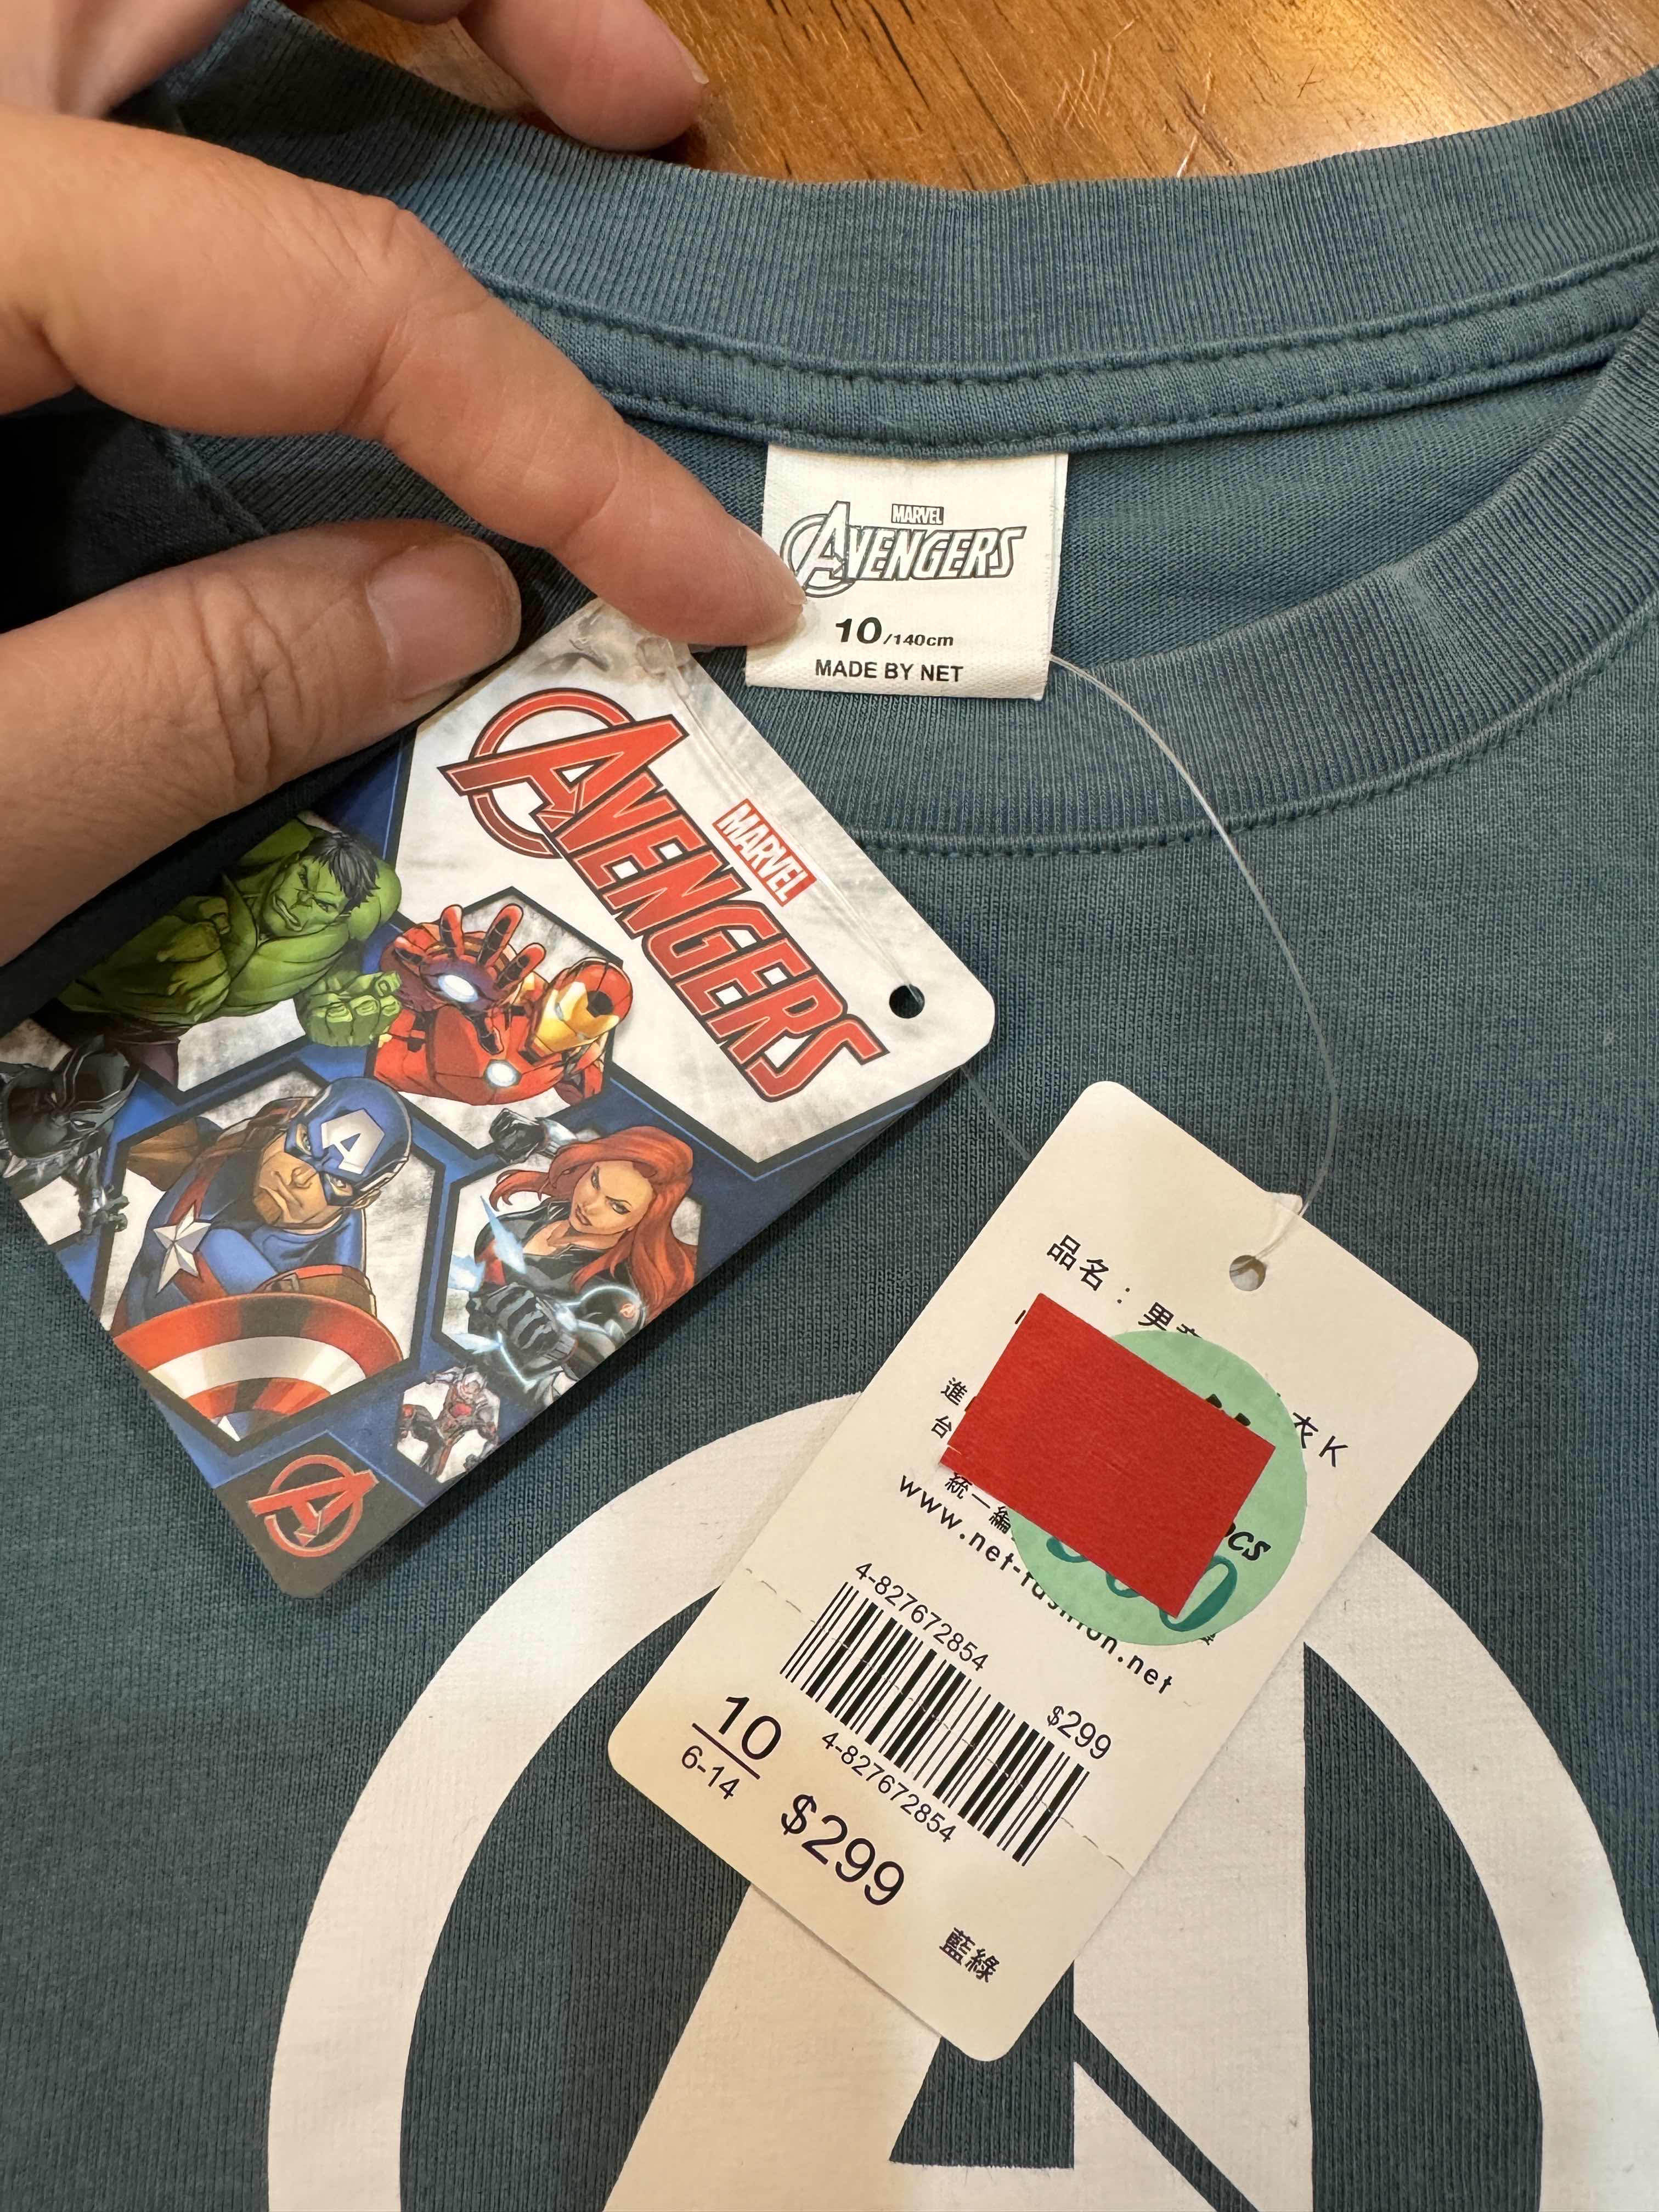 MARVEL
AVENGERS
10/140cm
MADE BY NET
AVENGERS
MARVEL
品名：男
衣K
進
台
統一編
pcs
www.net-fashion.net
4-827672854
$299
4-827672854
10
6-14
$299
藍綠